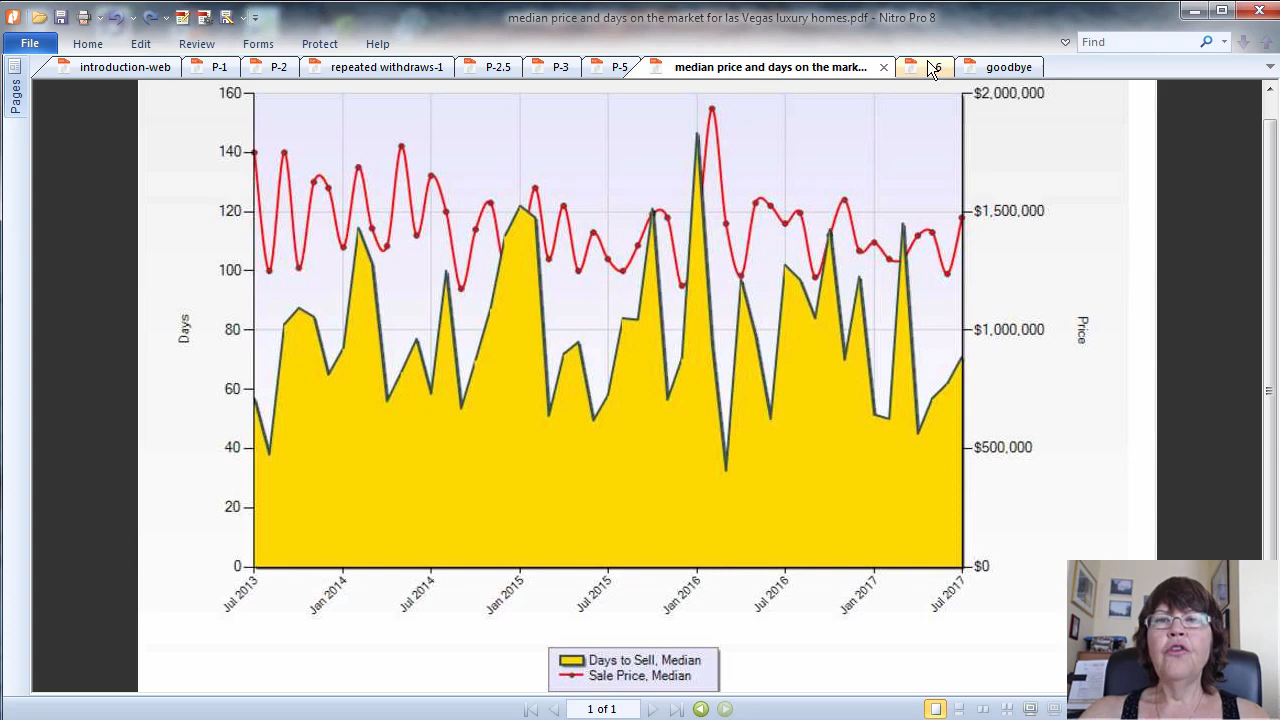 median price and days on the market for las Vegas luxury homes.pdf - Nitro Pro 8
File Home Edit Review Forms Protect Help Find
introduction-web P-1 P-2 repeated withdraws-1 P-2.5 P-3 P-5 median price and days on the mark... goodbye
Pages
160 $2,000,000
140
120 $1,500,000
100
Days
80 $1,000,000
Price
60
40 $500,000
20
0 $0
Jul 2013 Jan 2014 Jul 2014 Jan 2015 Jul 2015 Jan 2016 Jul 2016 Jan 2017 Jul 2017
Days to Sell, Median
Sale Price, Median
1 of 1